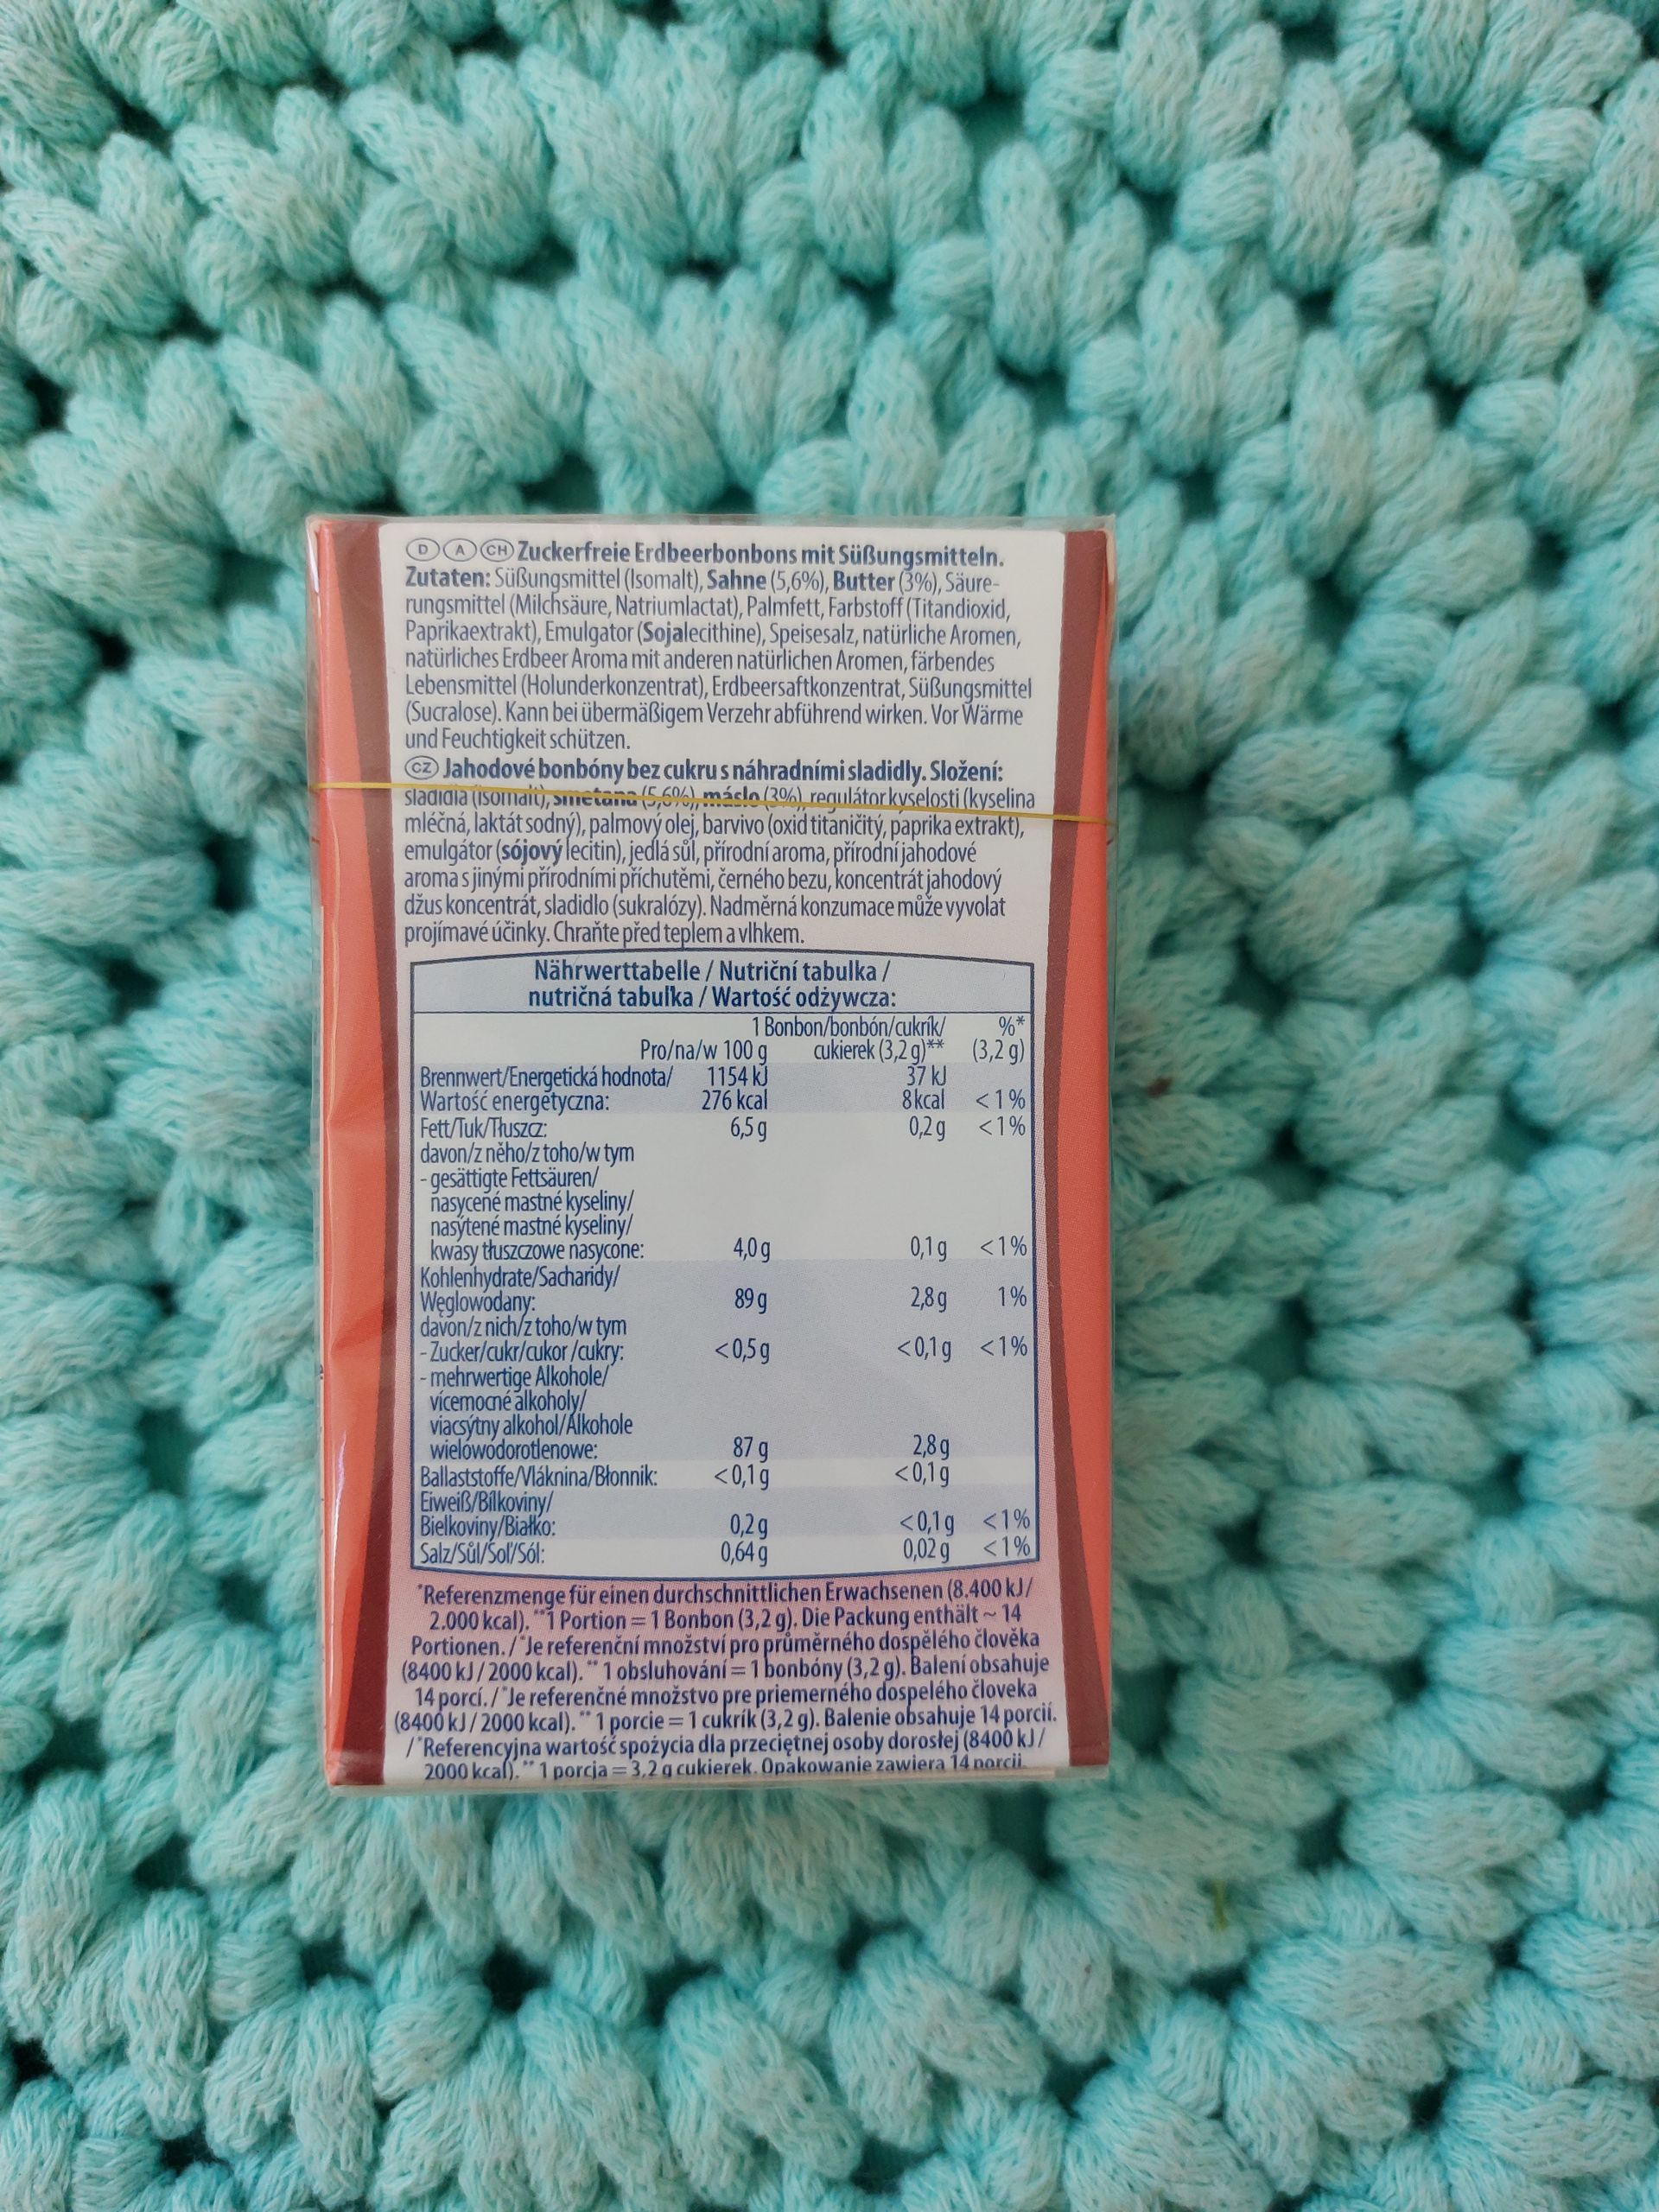 D A CH Zuckerfreie Erdbeerbonbons mit Süßungsmitteln.
Zutaten: Süßungsmittel (Isomalt), Sahne (5,6%), Butter (3%), Säure-
rungsmittel (Milchsäure, Natriumlactat), Palmfett, Farbstoff (Titandioxid,
Paprikaextrakt), Emulgator (Sojalecithine), Speisesalz, natürliche Aromen,
natürliches Erdbeer Aroma mit anderen natürlichen Aromen, färbendes
Lebensmittel (Holunderkonzentrat), Erdbeersaftkonzentrat, Süßungsmittel
(Sucralose). Kann bei übermäßigem Verzehr abführend wirken. Vor Wärme
und Feuchtigkeit schützen.
CZ Jahodové bonbóny bez cukru s náhradními sladidly. Složení:
sladidla (isomalt), smetana (5,6%), máslo (3%), regulátor kyselosti (kyselina
mléčná, laktát sodný), palmový olej, barvivo (oxid titaničitý, paprika extrakt),
emulgátor (sójový lecitin), jedlá sůl, přírodní aroma, přírodní jahodové
aroma s jinými přírodními příchutěmi, černého bezu, koncentrát jahodový
džus koncentrát, sladidlo (sukralózy). Nadměrná konzumace může vyvolat
projímavé účinky. Chraňte před teplem a vlhkem.
Nährwerttabelle / Nutriční tabulka /
nutričná tabuľka / Wartość odżywcza:
1 Bonbon/bonbón/cukrík/ %*
Pro/na/w 100 g cukierek (3,2 g)** (3,2 g)
Brennwert/Energetická hodnota/ 1154 kJ 37 kJ
Wartość energetyczna: 276 kcal 8 kcal <1%
Fett/Tuk/Tłuszcz: 6,5 g 0,2 g <1%
davon/z něho/z toho/w tym
- gesättigte Fettsäuren/
nasycené mastné kyseliny/
nasýtené mastné kyseliny/
kwasy tłuszczowe nasycone: 4,0 g 0,1 g <1%
Kohlenhydrate/Sacharidy/
Węglowodany: 89 g 2,8 g 1%
davon/z nich/z toho/w tym
- Zucker/cukr/cukor /cukry: <0,5 g <0,1 g <1%
- mehrwertige Alkohole/
vícemocné alkoholy/
viacsýtny alkohol/Alkohole
wielowodorotlenowe: 87 g 2,8 g
Ballaststoffe/Vláknina/Błonnik: <0,1 g <0,1 g
Eiweiß/Bílkoviny/
Bielkoviny/Białko: 0,2 g <0,1 g <1%
Salz/Sůl/Soľ/Sól: 0,64 g 0,02 g <1%
*Referenzmenge für einen durchschnittlichen Erwachsenen (8.400 kJ/
2.000 kcal). **1 Portion = 1 Bonbon (3,2 g). Die Packung enthält ~ 14
Portionen. / *Je referenční množství pro průměrného dospělého člověka
(8400 kJ / 2000 kcal). ** 1 obsluhování = 1 bonbóny (3,2 g). Balení obsahuje
14 porcí. / *Je referenčné množstvo pre priemerného dospelého človeka
(8400 kJ / 2000 kcal). ** 1 porcie = 1 cukrík (3,2 g). Balenie obsahuje 14 porcií.
/ *Referencyjna wartość spożycia dla przeciętnej osoby dorosłej (8400 kJ /
2000 kcal). ** 1 porcja = 3,2 g cukierek. Opakowanie zawiera 14 porcji.